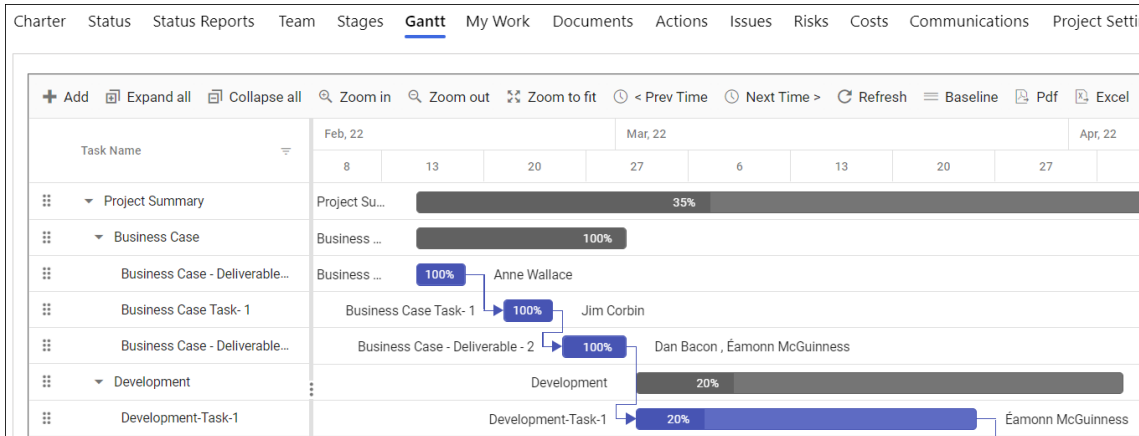 Charter Status Status Reports Team Stages Gantt My Work Documents Actions Issues Risks Costs Communications Project Setti
Add Expand all Collapse all Zoom in Zoom out Zoom to fit < Prev Time Next Time > Refresh Baseline Pdf Excel
Task Name
Feb, 22 Mar, 22 Apr, 22
8 13 20 27 6 13 20 27
Project Summary Project Su... 35%
Business Case Business ... 100%
Business Case - Deliverable... Business ... 100% Anne Wallace
Business Case Task- 1 Business Case Task- 1 100% Jim Corbin
Business Case - Deliverable... Business Case - Deliverable - 2 100% Dan Bacon , Éamonn McGuinness
Development Development 20%
Development-Task-1 Development-Task-1 20% Éamonn McGuinness